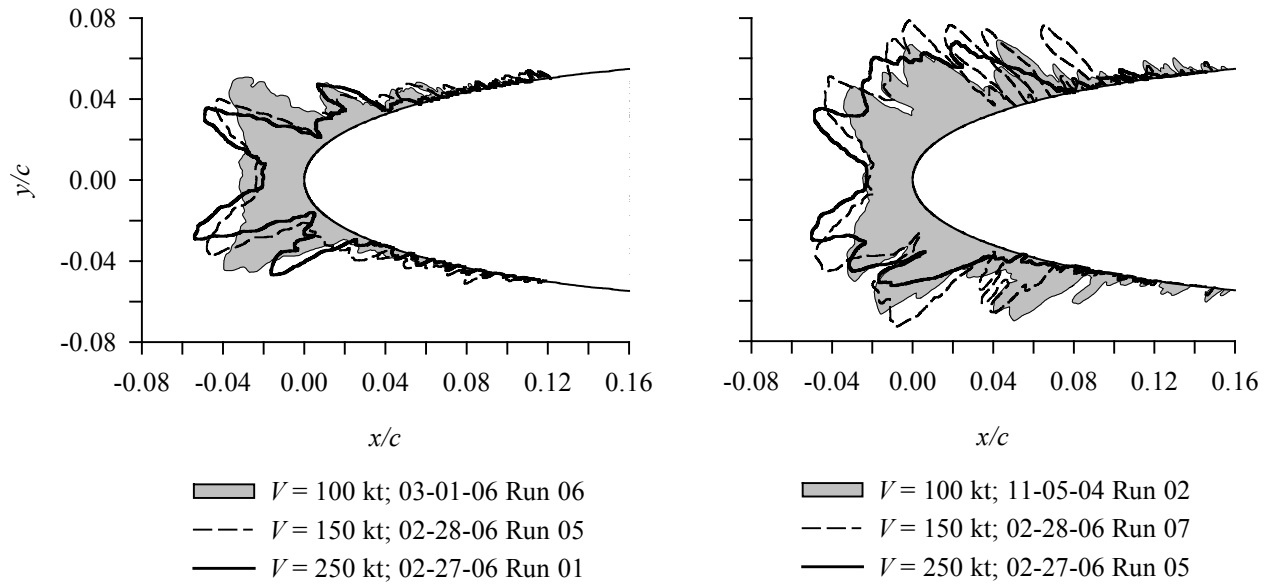 0.08
0.04
0.00
-0.04
-0.08
y/c
-0.08 -0.04 0.00 0.04 0.08 0.12 0.16
x/c
V = 100 kt; 03-01-06 Run 06
V = 150 kt; 02-28-06 Run 05
V = 250 kt; 02-27-06 Run 01
-0.08 -0.04 0.00 0.04 0.08 0.12 0.16
x/c
V = 100 kt; 11-05-04 Run 02
V = 150 kt; 02-28-06 Run 07
V = 250 kt; 02-27-06 Run 05